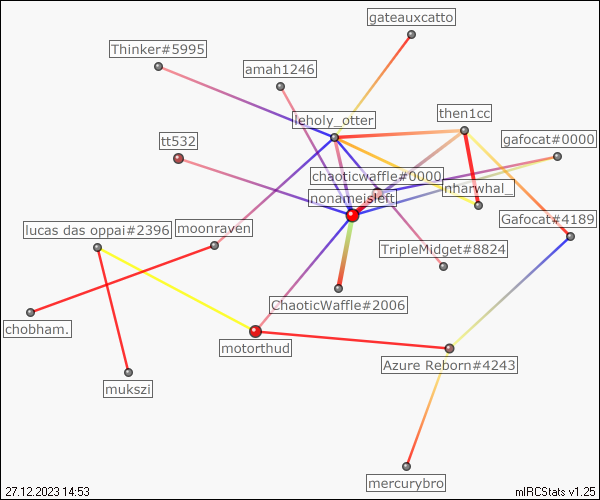 gateauxcatto
Thinker#5995
amah1246
leholy_otter
then1cc
tt532
gafocat#0000
chaoticwaffle#0000
nharwhal_
nonameisleft
Gafocat#4189
lucas das oppai#2396
moonraven
TripleMidget#8824
ChaoticWaffle#2006
chobham.
motorthud
Azure Reborn#4243
mukszi
mercurybro
27.12.2023 14:53
mIRCStats v1.25